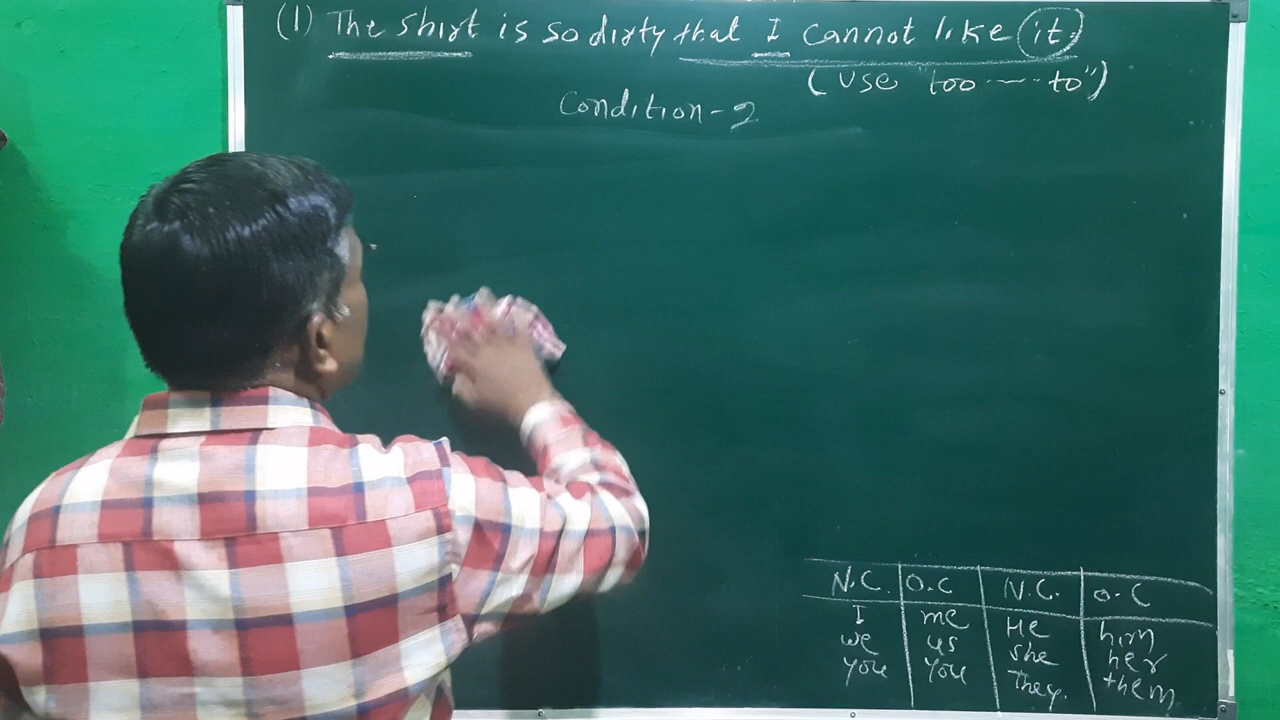 (1) The shirt is so dirty that I cannot like it.
(Use "too --- to")
Condition-2
N.C. O.C N.C. O.C
I me He him
we us she her
you you They. them